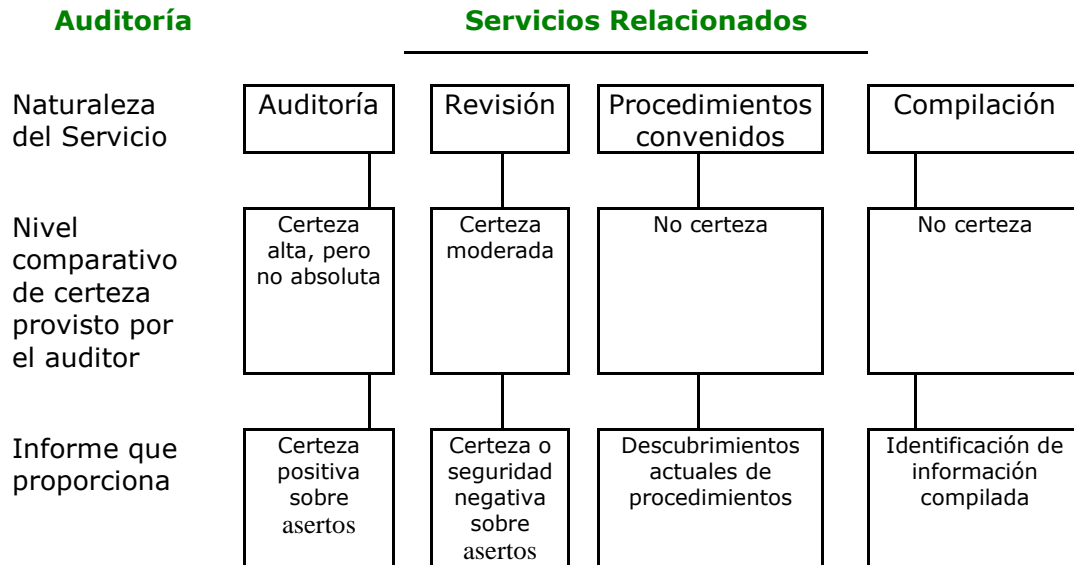 Auditoría
Servicios Relacionados
Naturaleza
del Servicio
Auditoría
Revisión
Procedimientos
convenidos
Compilación
Nivel
comparativo
de certeza
provisto por
el auditor
Certeza
alta, pero
no absoluta
Certeza
moderada
No certeza
No certeza
Informe que
proporciona
Certeza
positiva
sobre
asertos
Certeza o
seguridad
negativa
sobre
asertos
Descubrimientos
actuales de
procedimientos
Identificación de
información
compilada